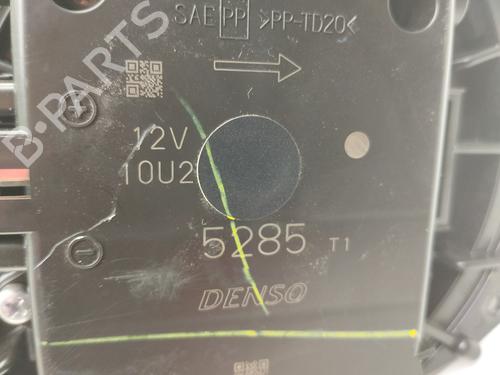 SAE PP >PP-TD20<
12V
10U2
5285 T1
DENSO
B-PARTS